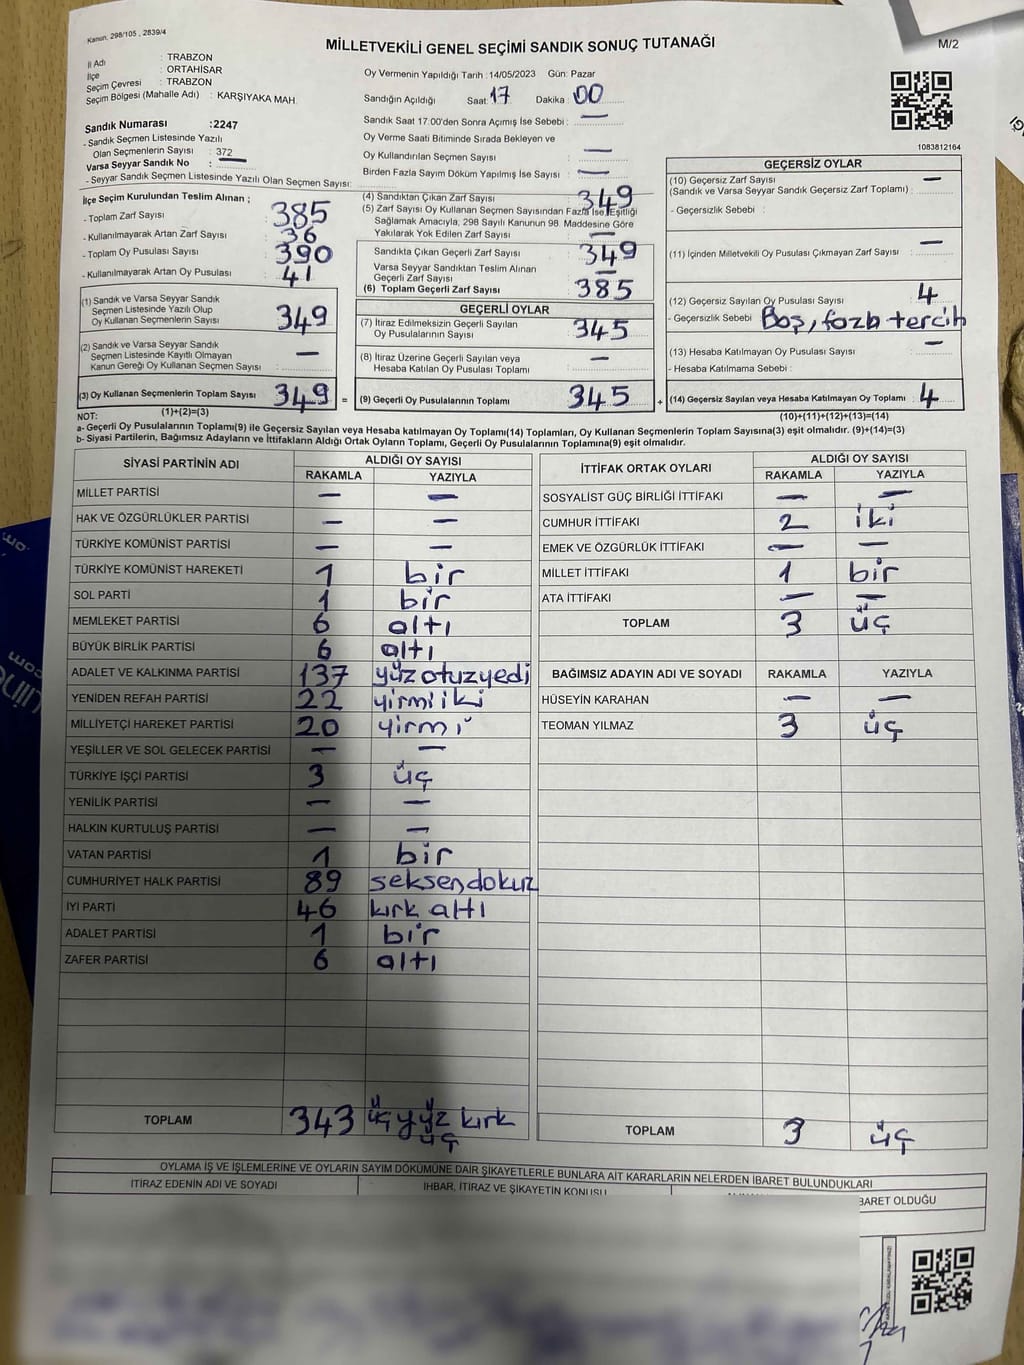 Kanun: 298/105 , 2839/4
MİLLETVEKİLİ GENEL SEÇİMİ SANDIK SONUÇ TUTANAĞI
M/2
İl Adı : TRABZON
İlçe : ORTAHİSAR
Seçim Çevresi : TRABZON
Seçim Bölgesi (Mahalle Adı) : KARŞIYAKA MAH.
Sandık Numarası :2247
- Sandık Seçmen Listesinde Yazılı
Olan Seçmenlerin Sayısı : 372
Varsa Seyyar Sandık No : —
- Seyyar Sandık Seçmen Listesinde Yazılı Olan Seçmen Sayısı:
Oy Vermenin Yapıldığı Tarih :14/05/2023 Gün: Pazar
Sandığın Açıldığı Saat: 17 Dakika : 00
Sandık Saat 17:00'den Sonra Açımış İse Sebebi : —
Oy Verme Saati Bitiminde Sırada Bekleyen ve
Oy Kullandırılan Seçmen Sayısı : —
Birden Fazla Sayım Döküm Yapılmış İse Sayısı : —
1083812164
İlçe Seçim Kurulundan Teslim Alınan ;
- Toplam Zarf Sayısı : 385
- Kullanılmayarak Artan Zarf Sayısı : 36
- Toplam Oy Pusulası Sayısı : 390
- Kullanılmayarak Artan Oy Pusulası : 41
(1) Sandık ve Varsa Seyyar Sandık
Seçmen Listesinde Yazılı Olup
Oy Kullanan Seçmenlerin Sayısı : 349
(2) Sandık ve Varsa Seyyar Sandık
Seçmen Listesinde Kayıtlı Olmayan
Kanun Gereği Oy Kullanan Seçmen Sayısı : —
(3) Oy Kullanan Seçmenlerin Toplam Sayısı : 349 =
(1)+(2)=(3)
(4) Sandıktan Çıkan Zarf Sayısı : 349
(5) Zarf Sayısı Oy Kullanan Seçmen Sayısından Fazla İse, Eşitliği
Sağlamak Amacıyla, 298 Sayılı Kanunun 98. Maddesine Göre
Yakılarak Yok Edilen Zarf Sayısı : —
Sandıkta Çıkan Geçerli Zarf Sayısı : 349
Varsa Seyyar Sandıktan Teslim Alınan
Geçerli Zarf Sayısı : —
(6) Toplam Geçerli Zarf Sayısı : 385
GEÇERLİ OYLAR
(7) İtiraz Edilmeksizin Geçerli Sayılan
Oy Pusulalarının Sayısı : 345
(8) İtiraz Üzerine Geçerli Sayılan veya
Hesaba Katılan Oy Pusulası Toplamı : —
(9) Geçerli Oy Pusulalarının Toplamı : 345 +
GEÇERSİZ OYLAR
(10) Geçersiz Zarf Sayısı
(Sandık ve Varsa Seyyar Sandık Geçersiz Zarf Toplamı) : —
- Geçersizlik Sebebi :
(11) İçinden Milletvekili Oy Pusulası Çıkmayan Zarf Sayısı : —
(12) Geçersiz Sayılan Oy Pusulası Sayısı : 4
- Geçersizlik Sebebi : Boş, fazla tercih
(13) Hesaba Katılmayan Oy Pusulası Sayısı : —
- Hesaba Katılmama Sebebi :
(14) Geçersiz Sayılan veya Hesaba Katılmayan Oy Toplamı : 4
(10)+(11)+(12)+(13)=(14)
NOT:
a- Geçerli Oy Pusulalarının Toplamı(9) ile Geçersiz Sayılan veya Hesaba Katılmayan Oy Toplamı(14) Toplamları, Oy Kullanan Seçmenlerin Toplam Sayısına(3) eşit olmalıdır. (9)+(14)=(3)
b- Siyasi Partilerin, Bağımsız Adayların ve İttifakların Aldığı Ortak Oyların Toplamı, Geçerli Oy Pusulalarının Toplamına(9) eşit olmalıdır.
SİYASİ PARTİNİN ADI ALDIĞI OY SAYISI
RAKAMLA YAZIYLA
MİLLET PARTİSİ — —
HAK VE ÖZGÜRLÜKLER PARTİSİ — —
TÜRKİYE KOMÜNİST PARTİSİ — —
TÜRKİYE KOMÜNİST HAREKETİ 1 bir
SOL PARTİ 1 bir
MEMLEKET PARTİSİ 6 altı
BÜYÜK BİRLİK PARTİSİ 6 altı
ADALET VE KALKINMA PARTİSİ 137 yüzotuzyedi
YENİDEN REFAH PARTİSİ 22 yirmi iki
MİLLİYETÇİ HAREKET PARTİSİ 20 yirmi
YEŞİLLER VE SOL GELECEK PARTİSİ — —
TÜRKİYE İŞÇİ PARTİSİ 3 üç
YENİLİK PARTİSİ — —
HALKIN KURTULUŞ PARTİSİ — —
VATAN PARTİSİ 1 bir
CUMHURİYET HALK PARTİSİ 89 seksendokuz
İYİ PARTİ 46 kırk altı
ADALET PARTİSİ 1 bir
ZAFER PARTİSİ 6 altı
TOPLAM 343 üçyüz kırk
üç
İTTİFAK ORTAK OYLARI ALDIĞI OY SAYISI
RAKAMLA YAZIYLA
SOSYALİST GÜÇ BİRLİĞİ İTTİFAKI — —
CUMHUR İTTİFAKI 2 iki
EMEK VE ÖZGÜRLÜK İTTİFAKI — —
MİLLET İTTİFAKI 1 bir
ATA İTTİFAKI — —
TOPLAM 3 üç
BAĞIMSIZ ADAYIN ADI VE SOYADI RAKAMLA YAZIYLA
HÜSEYİN KARAHAN — —
TEOMAN YILMAZ 3 üç
TOPLAM 3 üç
OYLAMA İŞ VE İŞLEMLERİNE VE OYLARIN SAYIM DÖKÜMÜNE DAİR ŞİKAYETLERLE BUNLARA AİT KARARLARIN NELERDEN İBARET BULUNDUKLARI
İTİRAZ EDENİN ADI VE SOYADI
İHBAR, İTİRAZ VE ŞİKAYETİN KONUSU
BARET OLDUĞU